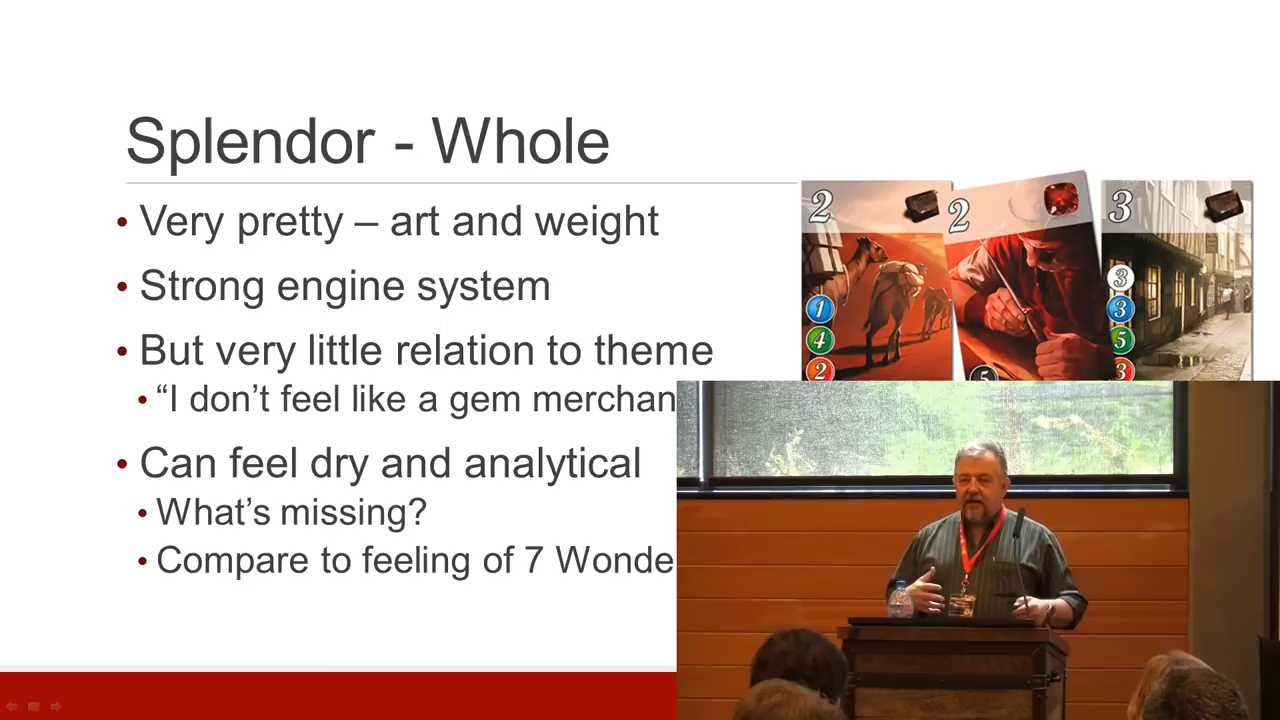 Splendor - Whole
• Very pretty – art and weight
• Strong engine system
• But very little relation to theme
• “I don’t feel like a gem merchan
• Can feel dry and analytical
• What’s missing?
• Compare to feeling of 7 Wonde
2
1
4
2
2
5
3
3
3
5
3